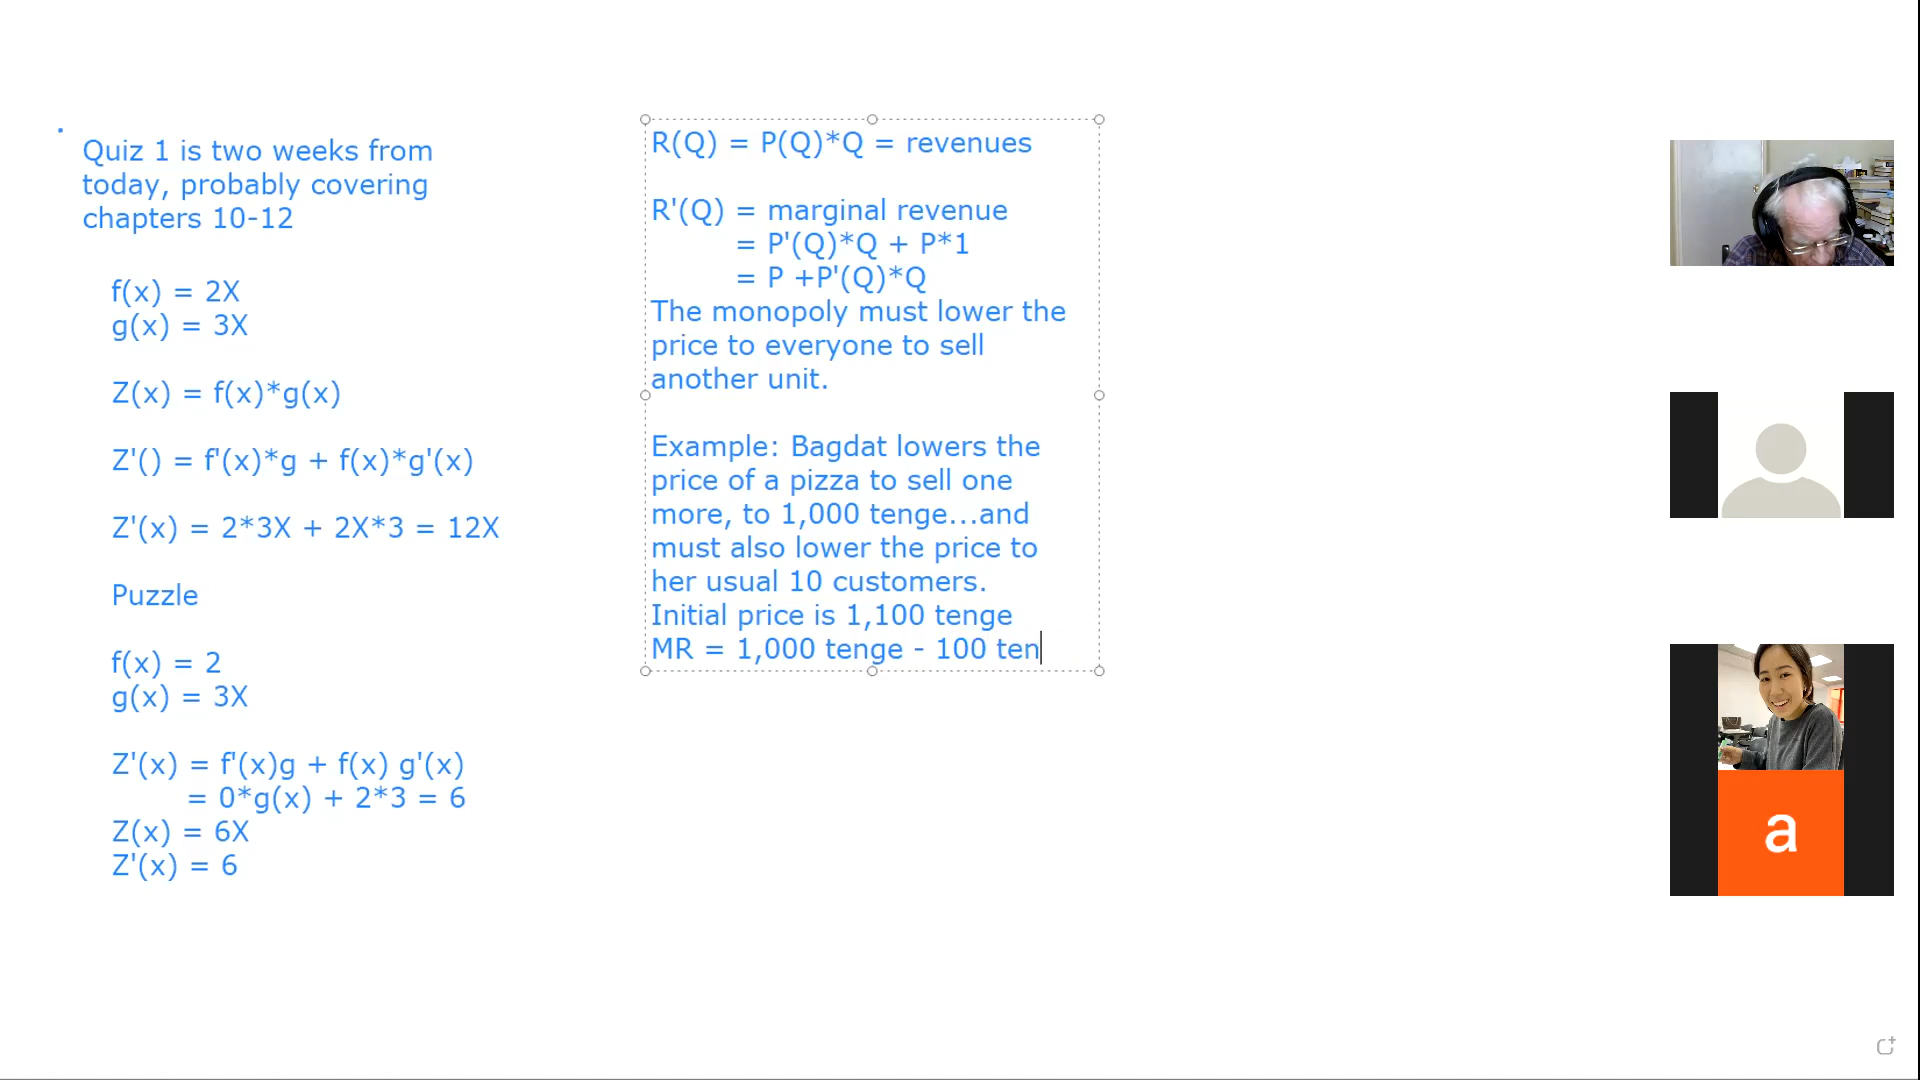 Quiz 1 is two weeks from
today, probably covering
chapters 10-12
f(x) = 2X
g(x) = 3X
Z(x) = f(x)*g(x)
Z'() = f'(x)*g + f(x)*g'(x)
Z'(x) = 2*3X + 2X*3 = 12X
Puzzle
f(x) = 2
g(x) = 3X
Z'(x) = f'(x)g + f(x) g'(x)
= 0*g(x) + 2*3 = 6
Z(x) = 6X
Z'(x) = 6
R(Q) = P(Q)*Q = revenues
R'(Q) = marginal revenue
= P'(Q)*Q + P*1
= P +P'(Q)*Q
The monopoly must lower the
price to everyone to sell
another unit.
Example: Bagdat lowers the
price of a pizza to sell one
more, to 1,000 tenge...and
must also lower the price to
her usual 10 customers.
Initial price is 1,100 tenge
MR = 1,000 tenge - 100 ten
a